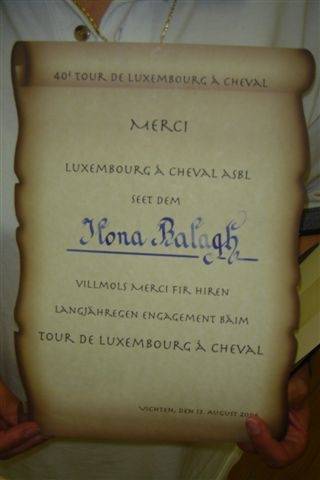 40E TOUR DE LUXEMBOURG À CHEVAL
MERCI
LUXEMBOURG À CHEVAL ASBL
SEET DEM
Ilona Balagh
VILLMOLS MERCI FIR HIREN
LANGJÄHREGEN ENGAGEMENT BÄIM
TOUR DE LUXEMBOURG À CHEVAL
VICHTEN, DEN 13. AUGUST